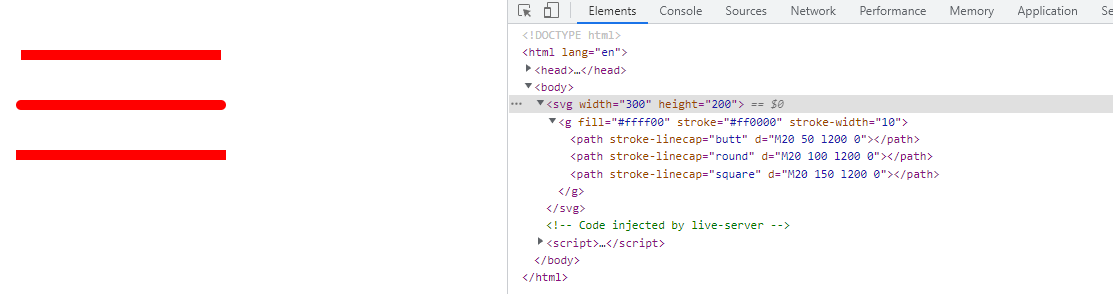 Elements Console Sources Network Performance Memory Application
<!DOCTYPE html>
<html lang="en">
<head>…</head>
<body>
<svg width="300" height="200"> == $0
<g fill="#ffff00" stroke="#ff0000" stroke-width="10">
<path stroke-linecap="butt" d="M20 50 l200 0"></path>
<path stroke-linecap="round" d="M20 100 l200 0"></path>
<path stroke-linecap="square" d="M20 150 l200 0"></path>
</g>
</svg>
<!-- Code injected by live-server -->
<script>…</script>
</body>
</html>